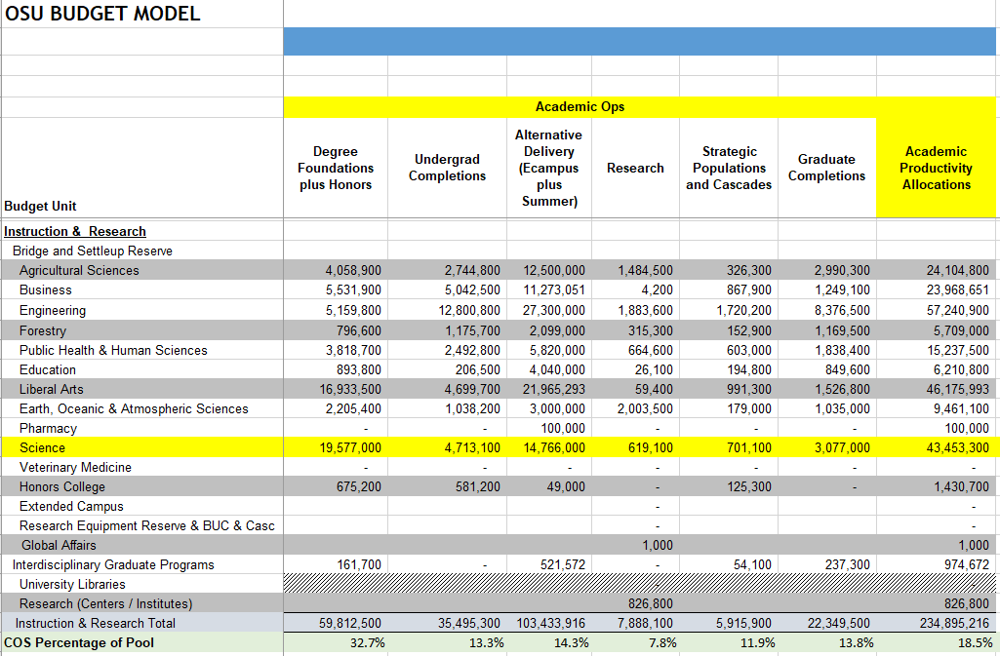 OSU BUDGET MODEL
Academic Ops
Budget Unit Degree Foundations plus Honors Undergrad Completions Alternative Delivery (Ecampus plus Summer) Research Strategic Populations and Cascades Graduate Completions Academic Productivity Allocations
Instruction & Research
Bridge and Settleup Reserve
Agricultural Sciences 4,058,900 2,744,800 12,500,000 1,484,500 326,300 2,990,300 24,104,800
Business 5,531,900 5,042,500 11,273,051 4,200 867,900 1,249,100 23,968,651
Engineering 5,159,800 12,800,800 27,300,000 1,883,600 1,720,200 8,376,500 57,240,900
Forestry 796,600 1,175,700 2,099,000 315,300 152,900 1,169,500 5,709,000
Public Health & Human Sciences 3,818,700 2,492,800 5,820,000 664,600 603,000 1,838,400 15,237,500
Education 893,800 206,500 4,040,000 26,100 194,800 849,600 6,210,800
Liberal Arts 16,933,500 4,699,700 21,965,293 59,400 991,300 1,526,800 46,175,993
Earth, Oceanic & Atmospheric Sciences 2,205,400 1,038,200 3,000,000 2,003,500 179,000 1,035,000 9,461,100
Pharmacy - - 100,000 - - - 100,000
Science 19,577,000 4,713,100 14,766,000 619,100 701,100 3,077,000 43,453,300
Veterinary Medicine - - - - - - -
Honors College 675,200 581,200 49,000 - 125,300 - 1,430,700
Extended Campus - -
Research Equipment Reserve & BUC & Casc - -
Global Affairs 1,000 1,000
Interdisciplinary Graduate Programs 161,700 - 521,572 - 54,100 237,300 974,672
University Libraries - -
Research (Centers / Institutes) 826,800 826,800
Instruction & Research Total 59,812,500 35,495,300 103,433,916 7,888,100 5,915,900 22,349,500 234,895,216
COS Percentage of Pool 32.7% 13.3% 14.3% 7.8% 11.9% 13.8% 18.5%